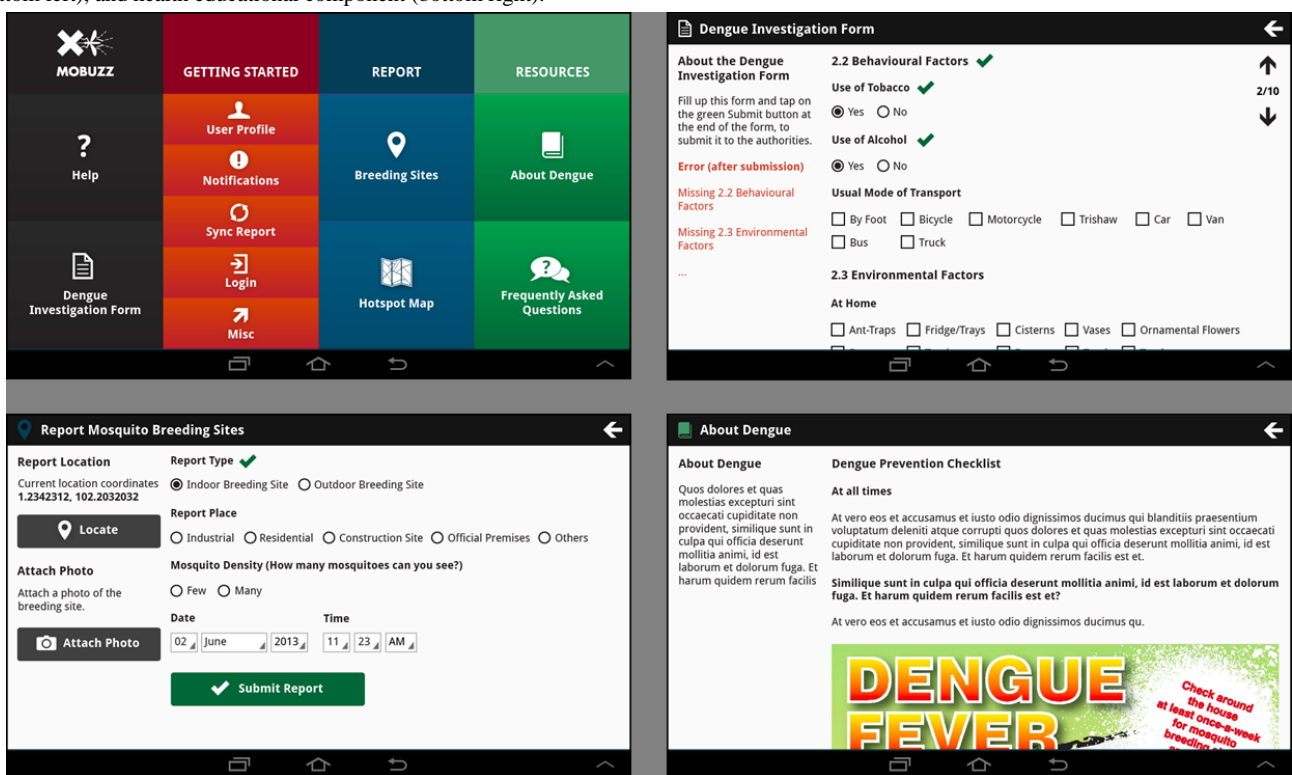 tom left), and health educational component (bottom right).
MOBUZZ
GETTING STARTED
REPORT
RESOURCES
?
Help
User Profile
Notifications
Sync Report
Login
Misc
Breeding Sites
About Dengue
Dengue
Investigation Form
Hotspot Map
Frequently Asked
Questions
Dengue Investigation Form
About the Dengue
Investigation Form
Fill up this form and tap on
the green Submit button at
the end of the form, to
submit it to the authorities.
Error (after submission)
Missing 2.2 Behavioural
Factors
Missing 2.3 Environmental
Factors
...
2.2 Behavioural Factors
Use of Tobacco
Yes No
Use of Alcohol
Yes No
Usual Mode of Transport
By Foot Bicycle Motorcycle Trishaw Car Van
Bus Truck
2.3 Environmental Factors
At Home
Ant-Traps Fridge/Trays Cisterns Vases Ornamental Flowers
2/10
Report Mosquito Breeding Sites
Report Location
Current location coordinates
1.2342312, 102.2032032
Locate
Attach Photo
Attach a photo of the
breeding site.
Attach Photo
Report Type
Indoor Breeding Site Outdoor Breeding Site
Report Place
Industrial Residential Construction Site Official Premises Others
Mosquito Density (How many mosquitoes can you see?)
Few Many
Date Time
02 June 2013 11 23 AM
Submit Report
About Dengue
About Dengue
Quos dolores et quas
molestias excepturi sint
occaecati cupiditate non
provident, similique sunt in
culpa qui officia deserunt
mollitia animi, id est
laborum et dolorum fuga. Et
harum quidem rerum facilis
Dengue Prevention Checklist
At all times
At vero eos et accusamus et iusto odio dignissimos ducimus qui blanditiis praesentium
voluptatum deleniti atque corrupti quos dolores et quas molestias excepturi sint occaecati
cupiditate non provident, similique sunt in culpa qui officia deserunt mollitia animi, id est
laborum et dolorum fuga. Et harum quidem rerum facilis est et.
Similique sunt in culpa qui officia deserunt mollitia animi, id est laborum et dolorum
fuga. Et harum quidem rerum facilis est et?
At vero eos et accusamus et iusto odio dignissimos ducimus qu.
DENGUE
FEVER
Check around
the house
at least once-a-week
for mosquito
breeding